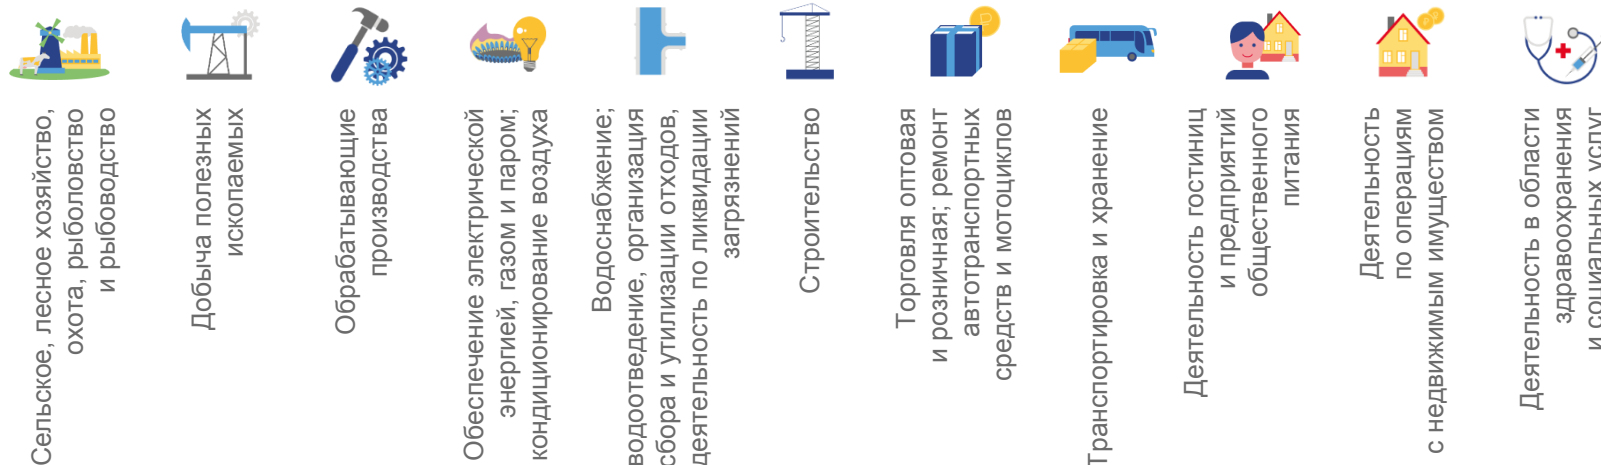 Сельское, лесное хозяйство,
охота, рыболовство
и рыбоводство
Добыча полезных
ископаемых
Обрабатывающие
производства
Обеспечение электрической
энергией, газом и паром;
кондиционирование воздуха
Водоснабжение;
водоотведение, организация
сбора и утилизации отходов,
деятельность по ликвидации
загрязнений
Строительство
Торговля оптовая
и розничная; ремонт
автотранспортных
средств и мотоциклов
Транспортировка и хранение
Деятельность гостиниц
и предприятий
общественного
питания
Деятельность
по операциям
с недвижимым имуществом
Деятельность в области
здравоохранения
и социальных услуг